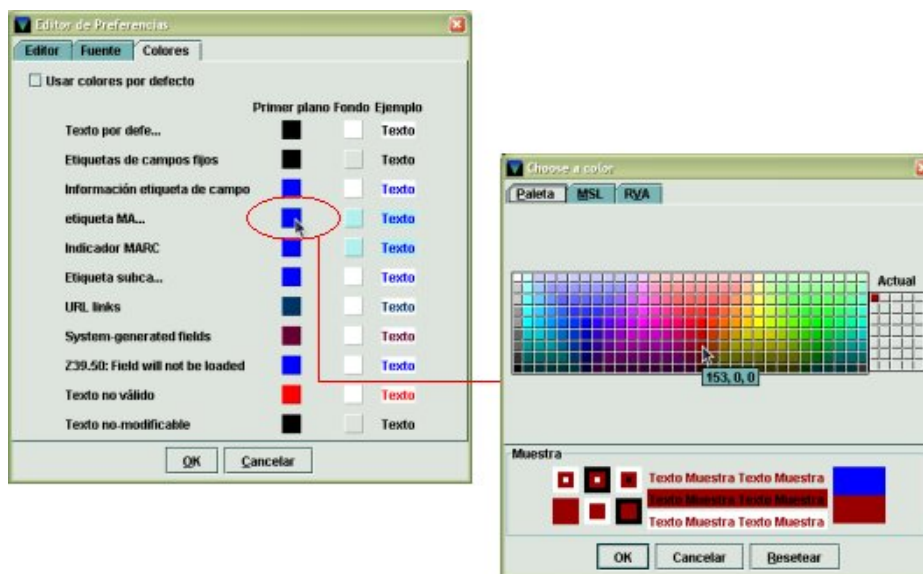 Editor de Preferencias
Editor Fuente Colores
Usar colores por defecto
Primer plano Fondo Ejemplo
Texto por defe... Texto
Etiquetas de campos fijos Texto
Información etiqueta de campo Texto
etiqueta MA... Texto
Indicador MARC Texto
Etiqueta subca... Texto
URL links Texto
System-generated fields Texto
Z39.50: Field will not be loaded Texto
Texto no válido Texto
Texto no-modificable Texto
OK Cancelar
Choose a color
Paleta MSL RVA
Actual
153, 0, 0
Muestra
Texto Muestra Texto Muestra
Texto Muestra Texto Muestra
Texto Muestra Texto Muestra
OK Cancelar Resetear